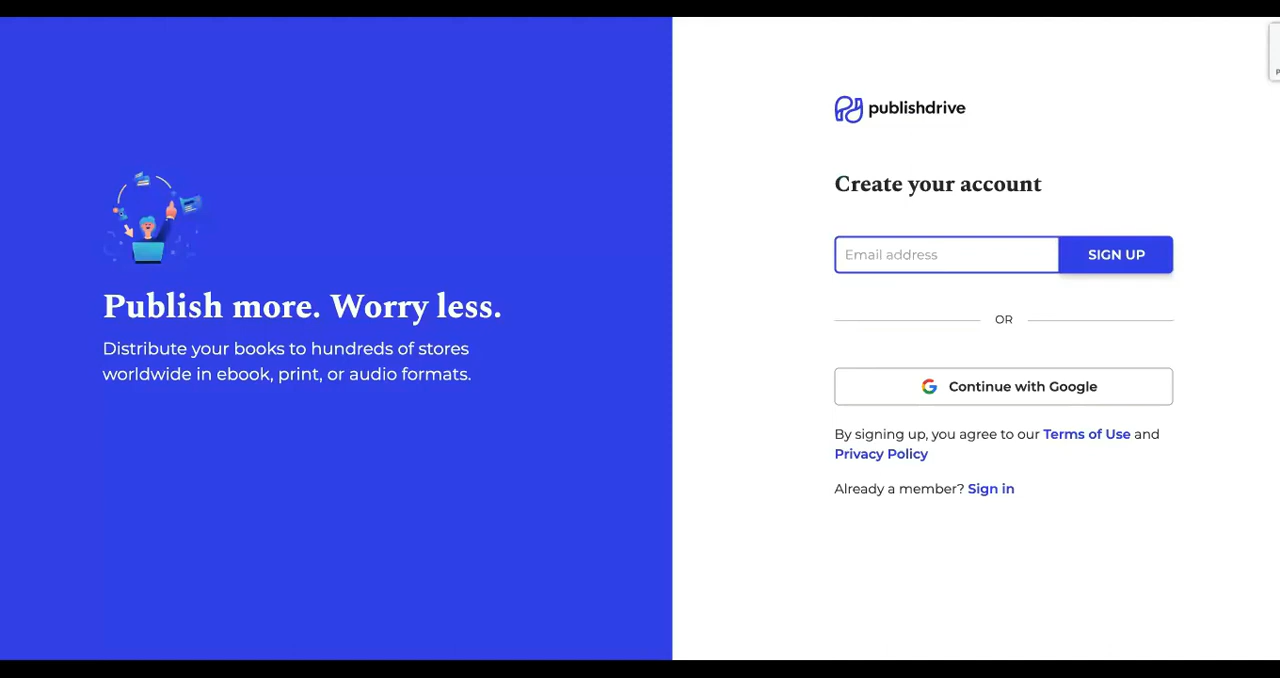 Publish more. Worry less.
Distribute your books to hundreds of stores
worldwide in ebook, print, or audio formats.
publishdrive
Create your account
Email address
SIGN UP
OR
Continue with Google
By signing up, you agree to our Terms of Use and
Privacy Policy
Already a member? Sign in